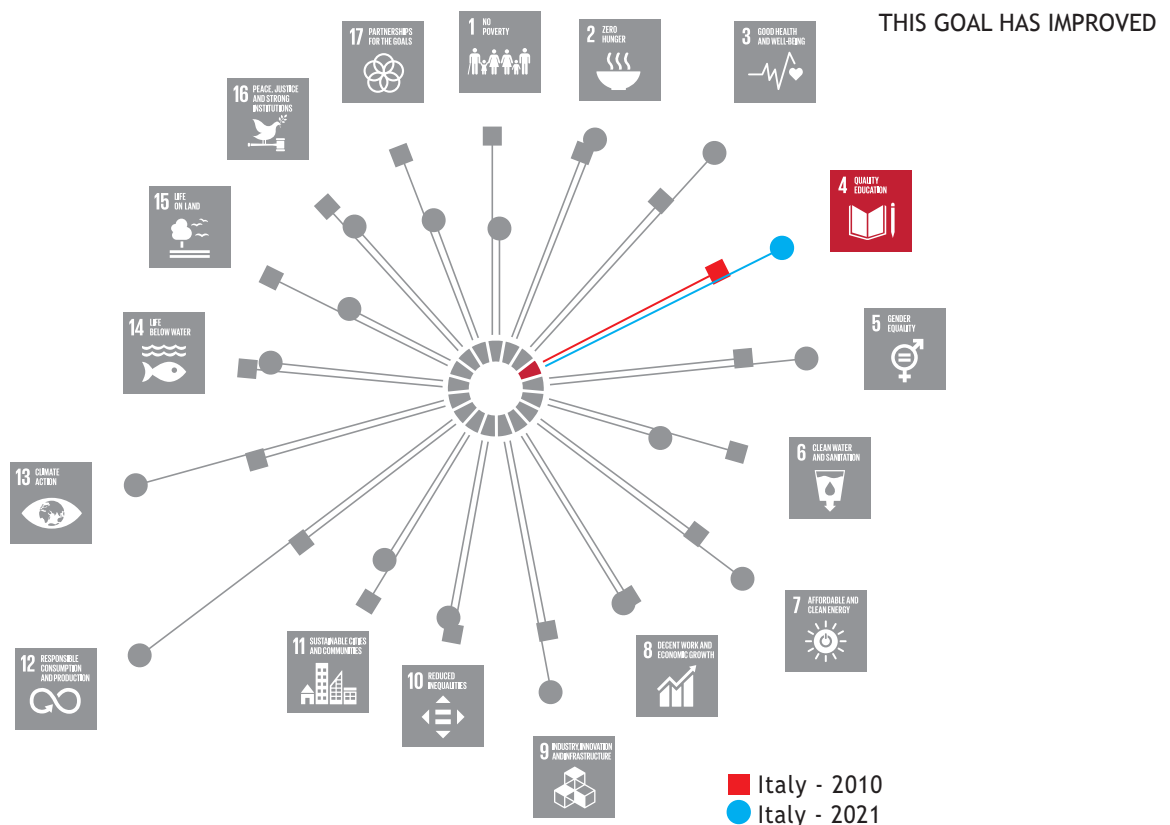 THIS GOAL HAS IMPROVED
1 NO
POVERTY
2 ZERO
HUNGER
3 GOOD HEALTH
AND WELL-BEING
4 QUALITY
EDUCATION
5 GENDER
EQUALITY
6 CLEAN WATER
AND SANITATION
7 AFFORDABLE AND
CLEAN ENERGY
8 DECENT WORK AND
ECONOMIC GROWTH
9 INDUSTRY, INNOVATION
AND INFRASTRUCTURE
10 REDUCED
INEQUALITIES
11 SUSTAINABLE CITIES
AND COMMUNITIES
12 RESPONSIBLE
CONSUMPTION
AND PRODUCTION
13 CLIMATE
ACTION
14 LIFE
BELOW WATER
15 LIFE
ON LAND
16 PEACE, JUSTICE
AND STRONG
INSTITUTIONS
17 PARTNERSHIPS
FOR THE GOALS
Italy - 2010
Italy - 2021